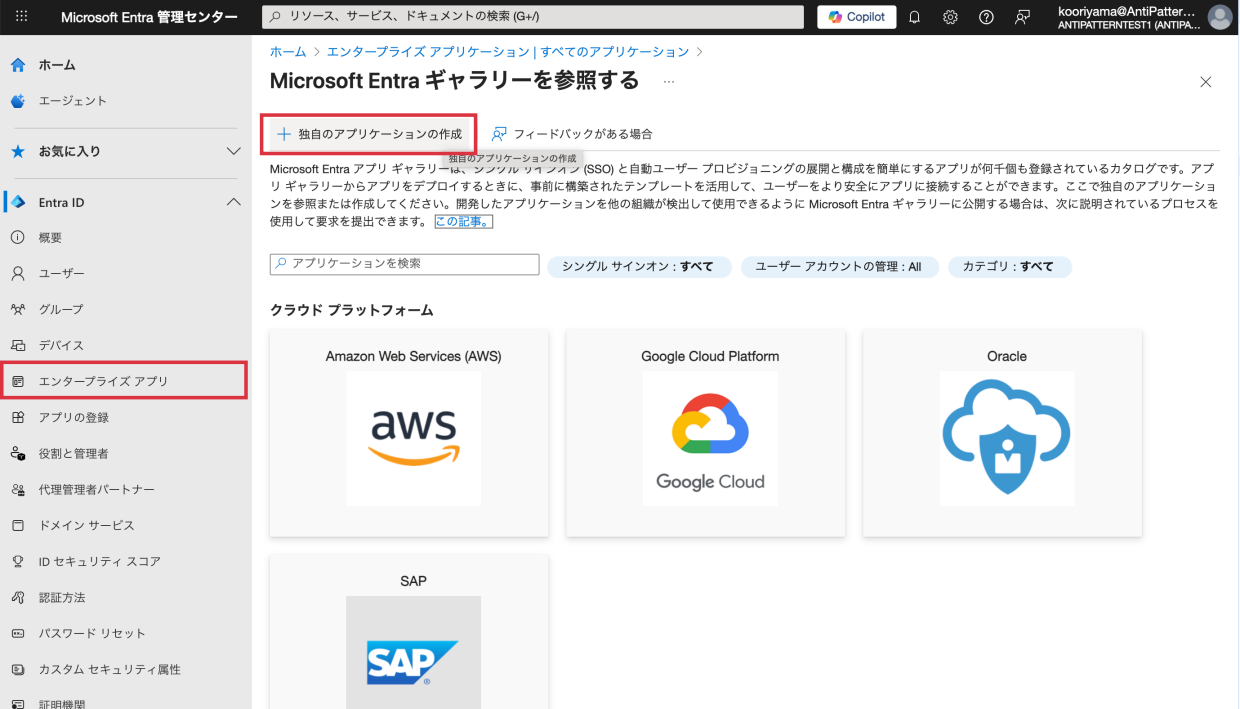 Microsoft Entra 管理センター
リソース、サービス、ドキュメントの検索 (G+/)
Copilot
kooriyama@AntiPatter...
ANTIPATTERNTEST1 (ANTIPA...
ホーム
エージェント
お気に入り
Entra ID
概要
ユーザー
グループ
デバイス
エンタープライズ アプリ
アプリの登録
役割と管理者
代理管理者パートナー
ドメイン サービス
ID セキュリティ スコア
認証方法
パスワード リセット
カスタム セキュリティ属性
証明機関
ホーム > エンタープライズ アプリケーション | すべてのアプリケーション >
Microsoft Entra ギャラリーを参照する ...
独自のアプリケーションの作成
フィードバックがある場合
独自のアプリケーションの作成
Microsoft Entra アプリ ギャラリーは、シングル サインオン (SSO) と自動ユーザー プロビジョニングの展開と構成を簡単にするアプリが何千個も登録されているカタログです。アプ
リ ギャラリーからアプリをデプロイするときに、事前に構築されたテンプレートを活用して、ユーザーをより安全にアプリに接続することができます。ここで独自のアプリケーショ
ンを参照または作成してください。開発したアプリケーションを他の組織が検出して使用できるように Microsoft Entra ギャラリーに公開する場合は、次に説明されているプロセスを
使用して要求を提出できます。 この記事。
アプリケーションを検索
シングル サインオン : すべて
ユーザー アカウントの管理 : All
カテゴリ : すべて
クラウド プラットフォーム
Amazon Web Services (AWS)
aws
Google Cloud Platform
Google Cloud
Oracle
SAP
SAP